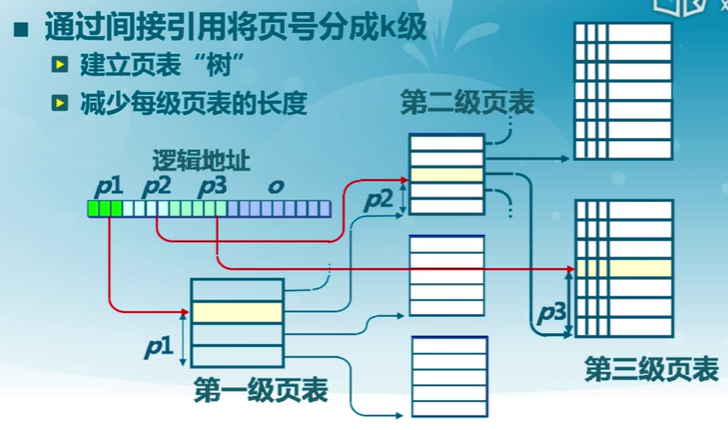 通过间接引用将页号分成k级
建立页表“树”
减少每级页表的长度
第二级页表
逻辑地址
p1 p2 p3 o
p2
p3
p1
第三级页表
第一级页表